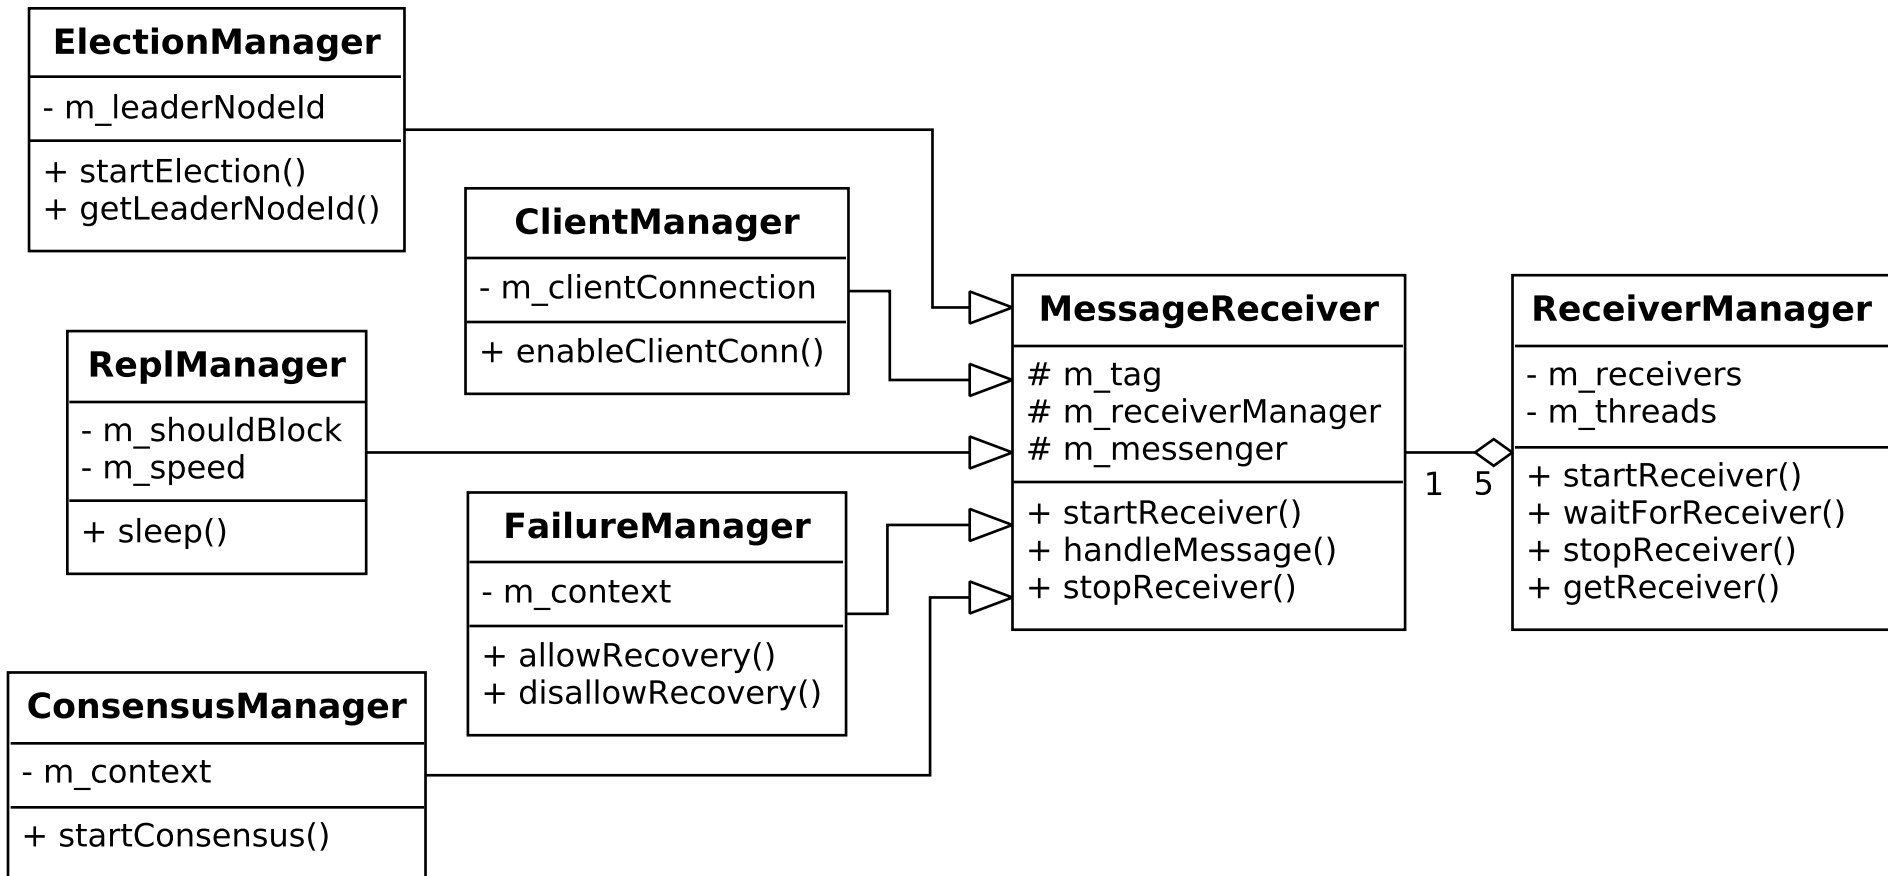 ElectionManager
- m_leaderNodeId
+ startElection()
+ getLeaderNodeId()
ClientManager
- m_clientConnection
+ enableClientConn()
ReplManager
- m_shouldBlock
- m_speed
+ sleep()
FailureManager
- m_context
+ allowRecovery()
+ disallowRecovery()
ConsensusManager
- m_context
+ startConsensus()
MessageReceiver
# m_tag
# m_receiverManager
# m_messenger
+ startReceiver()
+ handleMessage()
+ stopReceiver()
1 5
ReceiverManager
- m_receivers
- m_threads
+ startReceiver()
+ waitForReceiver()
+ stopReceiver()
+ getReceiver()